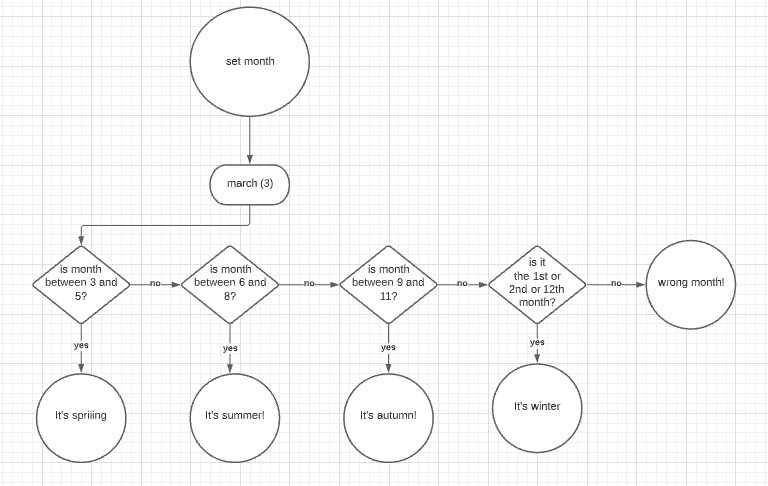 set month
march (3)
is month
between 3 and
5?
no
is month
between 6 and
8?
no
is month
between 9 and
11?
no
is it
the 1st or
2nd or 12th
month?
no
wrong month!
yes
yes
yes
yes
It's spriiing
It's summer!
It's autumn!
It's winter